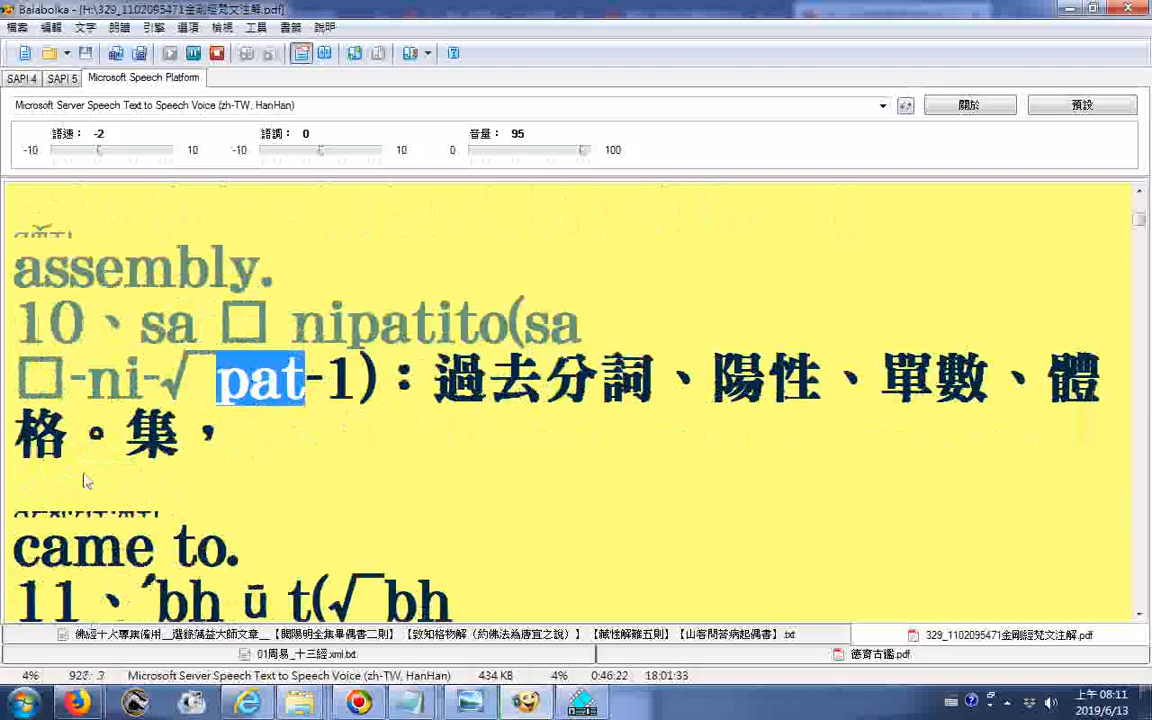 Balabolka - [H:\329_1102095471金剛經梵文注解.pdf]
檔案 編輯 文字 朗讀 引擎 選項 檢視 工具 書籤 說明
SAPI 4 SAPI 5 Microsoft Speech Platform
Microsoft Server Speech Text to Speech Voice (zh-TW, HanHan) 關於 預設
語速： -2 語調： 0 音量： 95
-10 10 -10 10 0 100
assembly.
10、sa □ nipatito(sa
□-ni-√ pat-1)：過去分詞、陽性、單數、體
格。集，
came to.
11、′bh ū t(√bh
329_1102095471金剛經梵文注解.pdf
01周易_十三經.xml.txt 德育古鑑.pdf
4% Microsoft Server Speech Text to Speech Voice (zh-TW, HanHan) 434 KB 4% 0:46:22 18:01:33
上午 08:11
2019/6/13